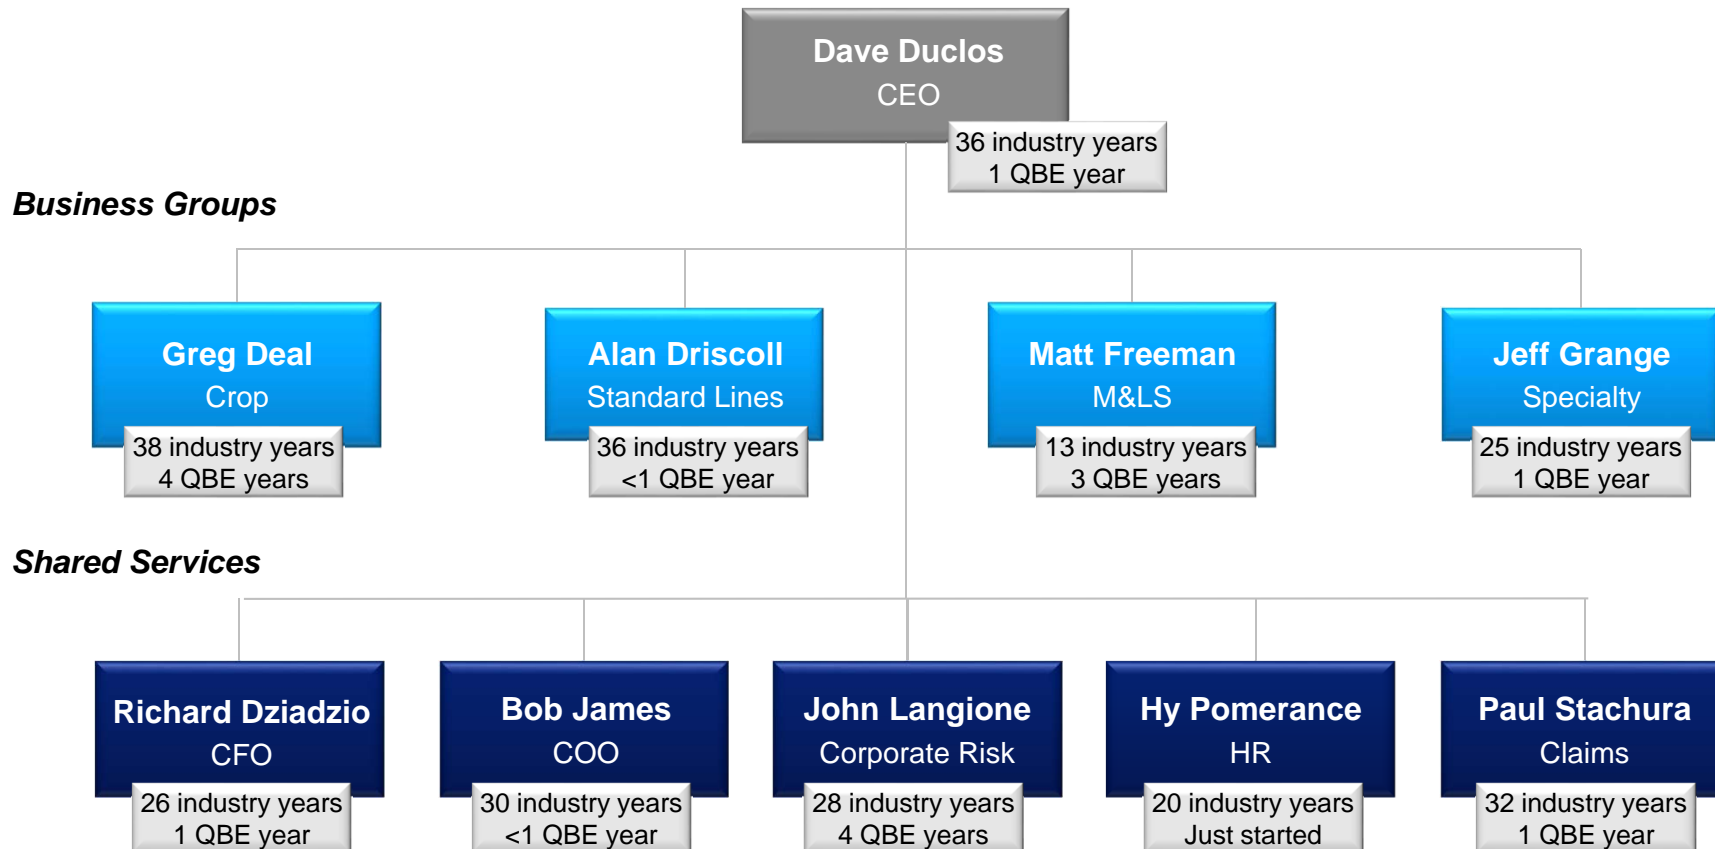 Dave Duclos
CEO
36 industry years
1 QBE year
Business Groups
Greg Deal
Crop
38 industry years
4 QBE years
Alan Driscoll
Standard Lines
36 industry years
<1 QBE year
Matt Freeman
M&LS
13 industry years
3 QBE years
Jeff Grange
Specialty
25 industry years
1 QBE year
Shared Services
Richard Dziadzio
CFO
26 industry years
1 QBE year
Bob James
COO
30 industry years
<1 QBE year
John Langione
Corporate Risk
28 industry years
4 QBE years
Hy Pomerance
HR
20 industry years
Just started
Paul Stachura
Claims
32 industry years
1 QBE year